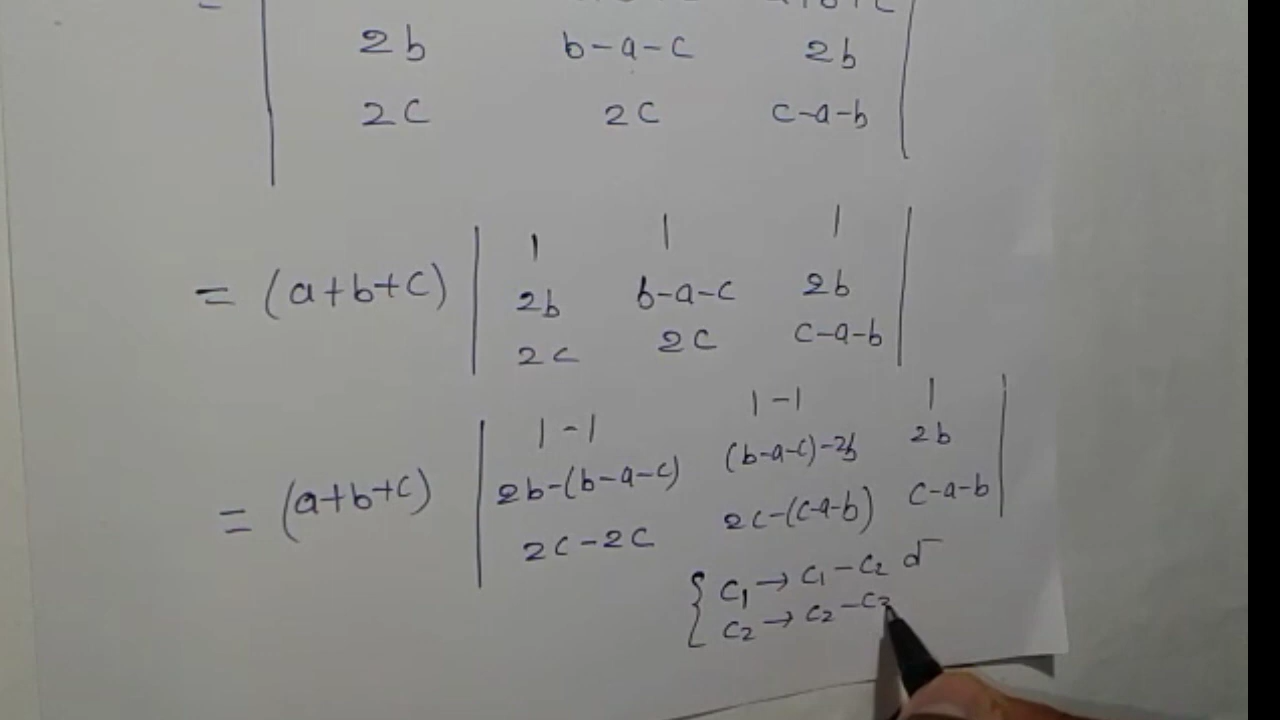 2b b-a-c 2b
2c 2c c-a-b
= (a+b+c) | 1 1 1 |
2b b-a-c 2b
2c 2c c-a-b
= (a+b+c) | 1-1 1-1 1 |
2b-(b-a-c) (b-a-c)-2b 2b
2c-2c 2c-(c-a-b) c-a-b
{ C1 → C1-C2 &
C2 → C2-C3